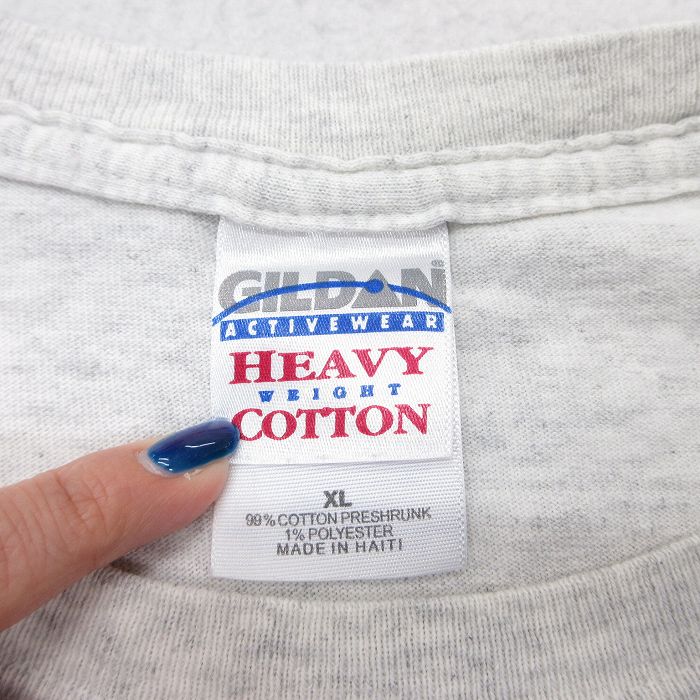 GILDAN®
ACTIVEWEAR
HEAVY
WEIGHT
COTTON
XL
99% COTTON PRESHRUNK
1% POLYESTER
MADE IN HAITI